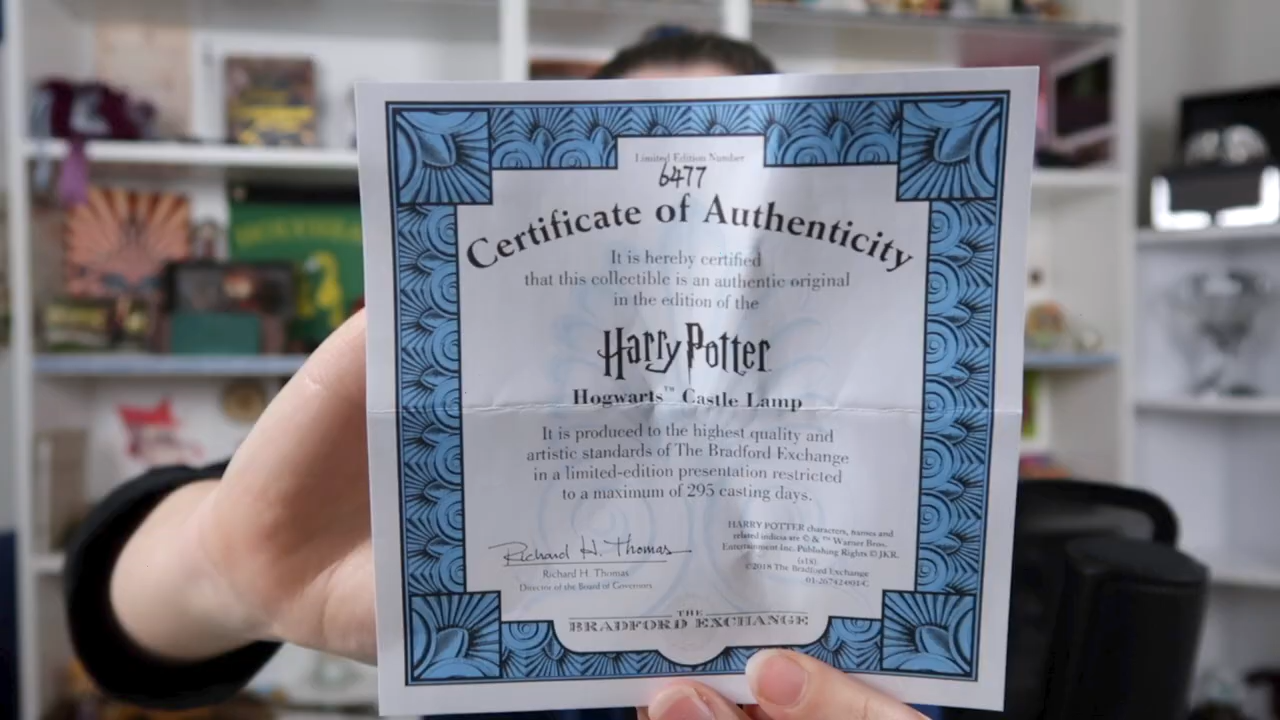 Limited Edition Number
6477
Certificate of Authenticity
It is hereby certified
that this collectible is an authentic original
in the edition of the
Harry Potter
Hogwarts™ Castle Lamp
It is produced to the highest quality and
artistic standards of The Bradford Exchange
in a limited-edition presentation restricted
to a maximum of 295 casting days.
Richard H. Thomas
Richard H. Thomas
Director of the Board of Governors
HARRY POTTER characters, names and
related indicia are © & ™ Warner Bros.
Entertainment Inc. Publishing Rights © JKR.
(s18)
©2018 The Bradford Exchange
01-26742-001-C
THE
BRADFORD EXCHANGE